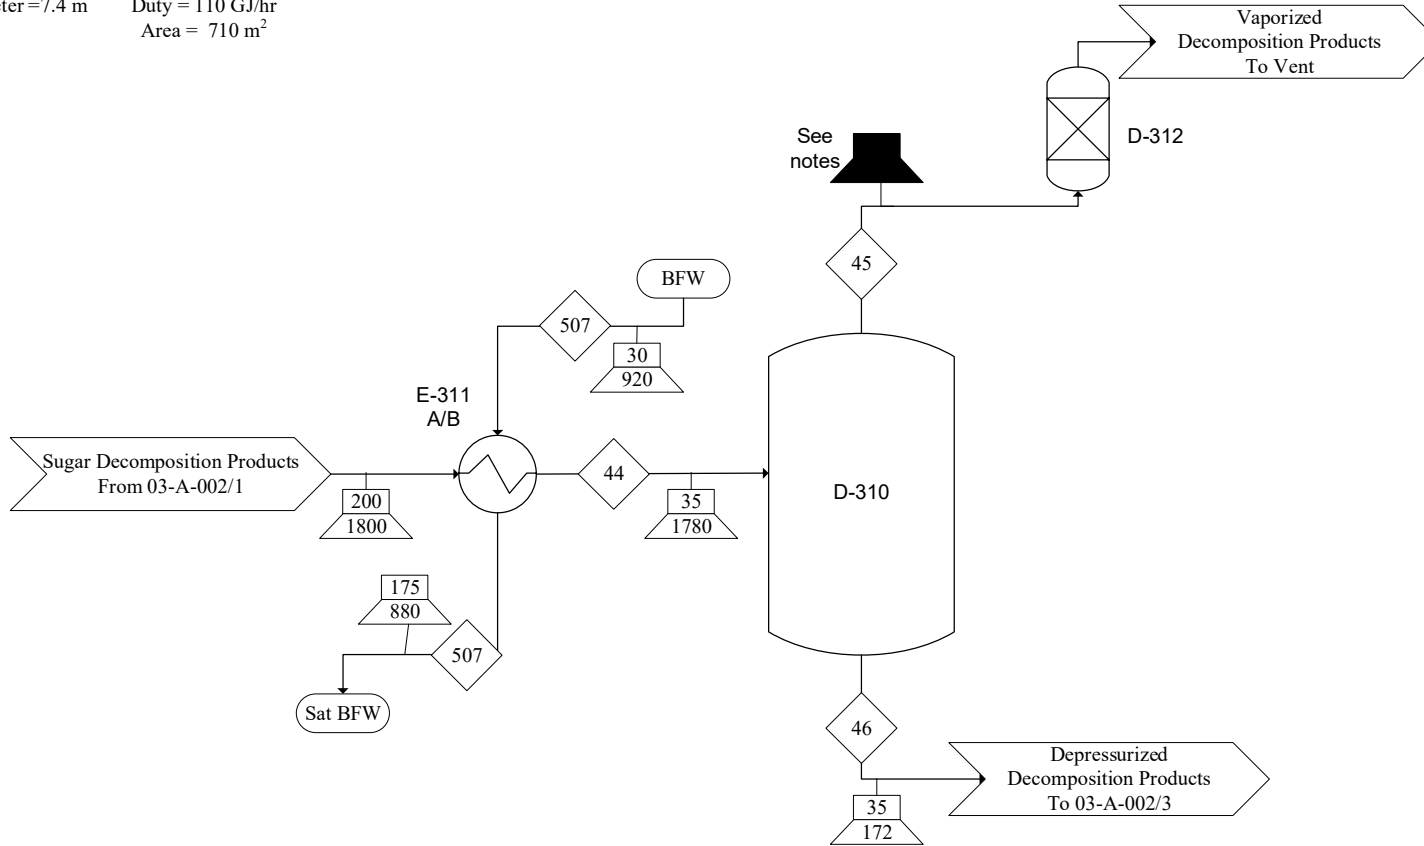 =7.4 m
Duty = 110 GJ/hr
Area = 710 m²
Vaporized
Decomposition Products
To Vent
See
notes
D-312
45
BFW
507
30
920
E-311
A/B
Sugar Decomposition Products
From 03-A-002/1
200
1800
44
35
1780
D-310
175
880
507
Sat BFW
46
Depressurized
Decomposition Products
To 03-A-002/3
35
172